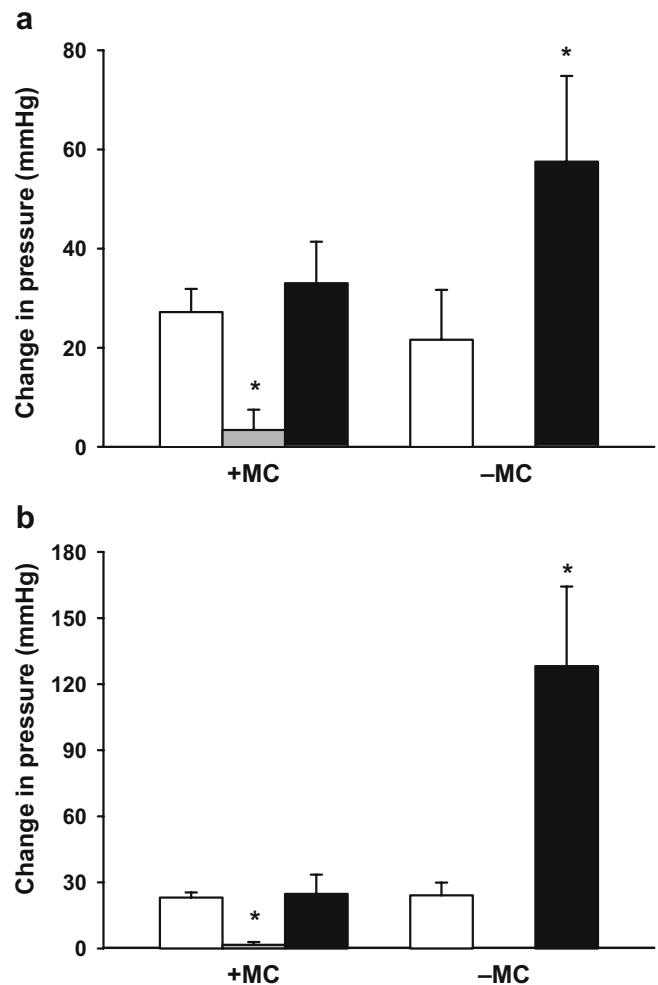 a
Change in pressure (mmHg)
80
60
40
20
0
*
*
+MC
–MC
b
Change in pressure (mmHg)
180
150
120
90
60
30
0
*
*
+MC
–MC